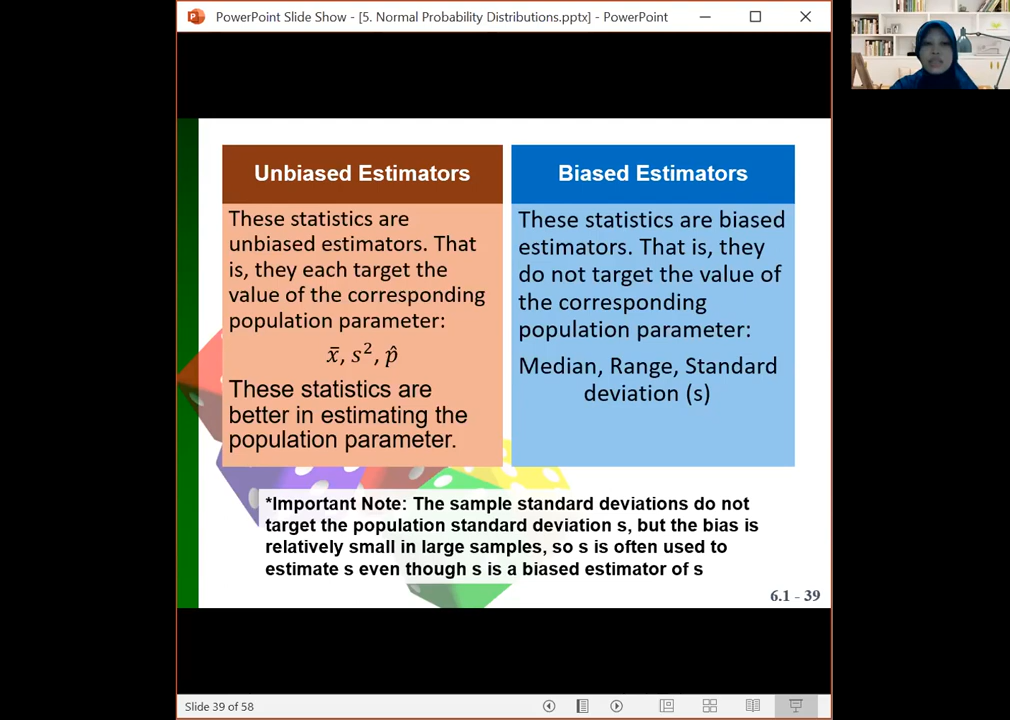 PowerPoint Slide Show - [5. Normal Probability Distributions.pptx] - PowerPoint
Unbiased Estimators
These statistics are
unbiased estimators. That
is, they each target the
value of the corresponding
population parameter:
x̄, s², p̂
These statistics are
better in estimating the
population parameter.
Biased Estimators
These statistics are biased
estimators. That is, they
do not target the value of
the corresponding
population parameter:
Median, Range, Standard
deviation (s)
*Important Note: The sample standard deviations do not
target the population standard deviation s, but the bias is
relatively small in large samples, so s is often used to
estimate s even though s is a biased estimator of s
6.1 - 39
Slide 39 of 58